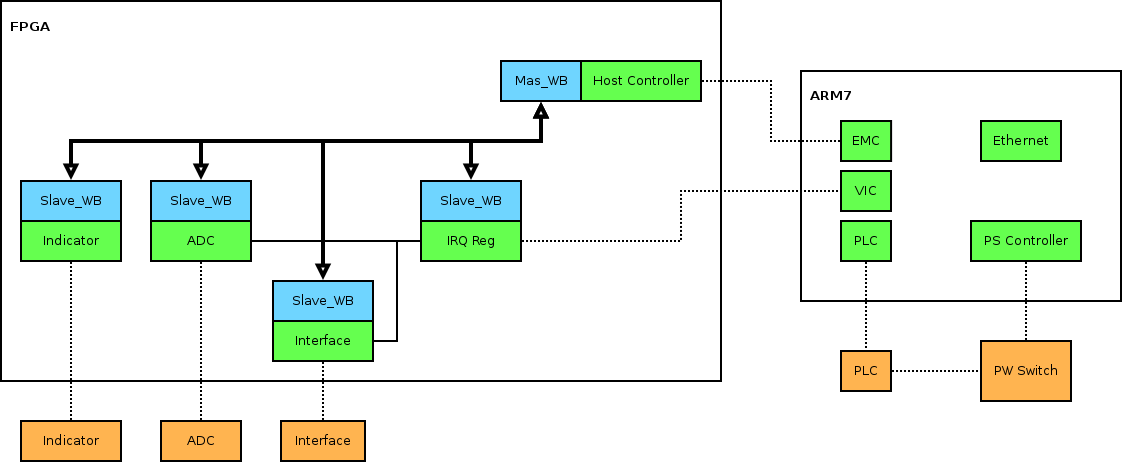 FPGA
Mas_WB
Host Controller
ARM7
EMC
Ethernet
VIC
Slave_WB
Slave_WB
Slave_WB
Indicator
ADC
IRQ Reg
PLC
PS Controller
Slave_WB
Interface
PLC
PW Switch
Indicator
ADC
Interface